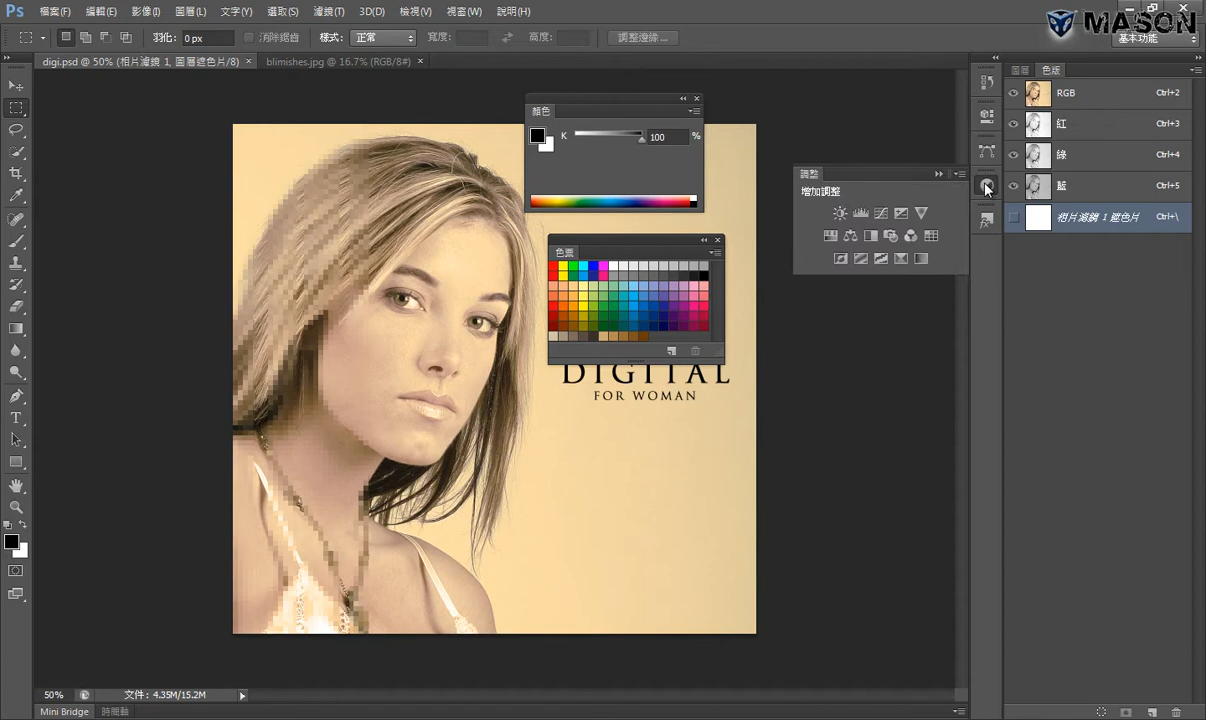 Ps 檔案(F) 編輯(E) 影像(I) 圖層(L) 文字(Y) 選取(S) 濾鏡(T) 3D(D) 檢視(V) 視窗(W) 說明(H)
MASON
羽化: 0 px 消除鋸齒 樣式: 正常 寬度: 高度: 調整邊緣... 基本功能
digi.psd @ 50% (相片濾鏡 1, 圖層遮色片/8) × blimishes.jpg @ 16.7% (RGB/8#) ×
圖層 色版
RGB Ctrl+2
顏色
紅 Ctrl+3
K 100 %
綠 Ctrl+4
調整
藍 Ctrl+5
增加調整
相片濾鏡 1 遮色片 Ctrl+\
色票
DIGITAL
FOR WOMAN
50% 文件: 4.35M/15.2M
Mini Bridge 時間軸